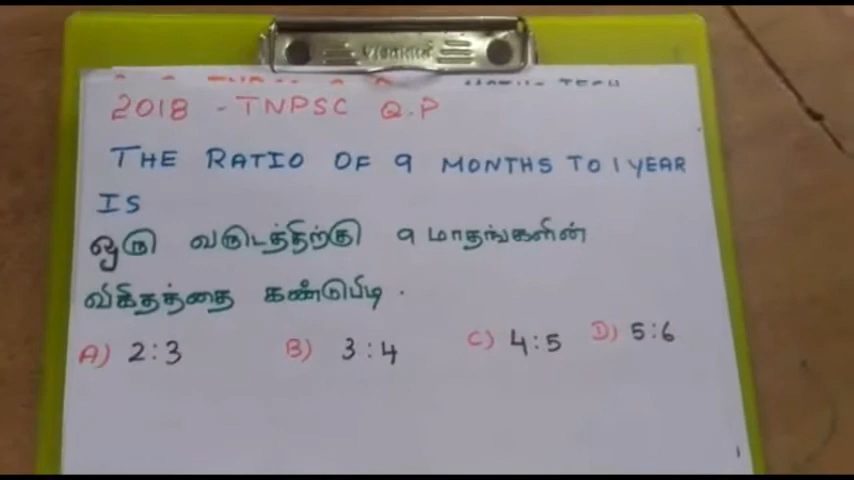 2018 - TNPSC Q.P
THE RATIO OF 9 MONTHS TO 1 YEAR
IS
ஒரு வருடத்திற்கு 9 மாதங்களின்
விகிதத்தை கண்டுபிடி.
A) 2:3 B) 3:4 C) 4:5 D) 5:6